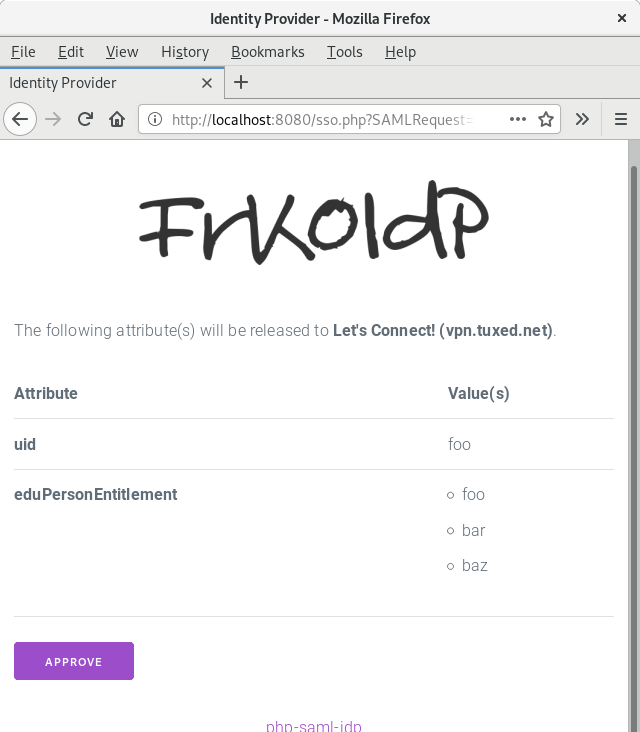 Identity Provider - Mozilla Firefox
File Edit View History Bookmarks Tools Help
Identity Provider
http://localhost:8080/sso.php?SAMLRequest=
FrkoIdP
The following attribute(s) will be released to Let's Connect! (vpn.tuxed.net).
Attribute Value(s)
uid foo
eduPersonEntitlement foo
bar
baz
APPROVE
php-saml-idp